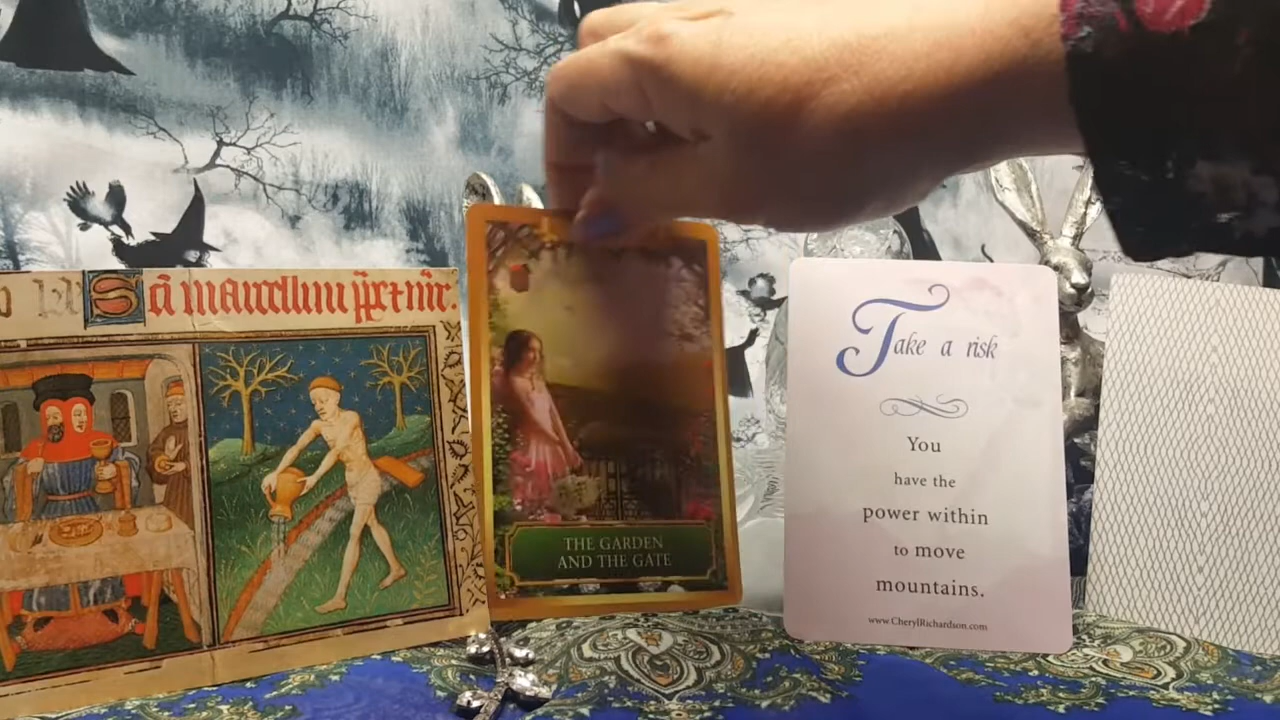 THE GARDEN
AND THE GATE
Take a risk
You
have the
power within
to move
mountains.
www.CherylRichardson.com